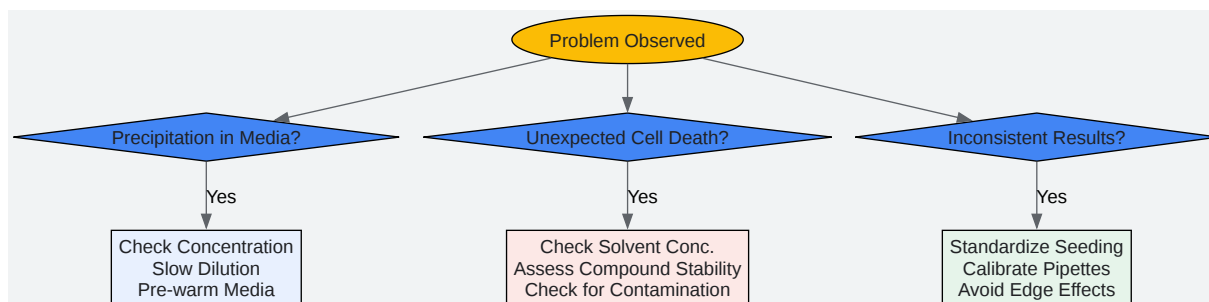 Problem Observed
Precipitation in Media?
Unexpected Cell Death?
Inconsistent Results?
Yes
Yes
Yes
Check Concentration
Slow Dilution
Pre-warm Media
Check Solvent Conc.
Assess Compound Stability
Check for Contamination
Standardize Seeding
Calibrate Pipettes
Avoid Edge Effects